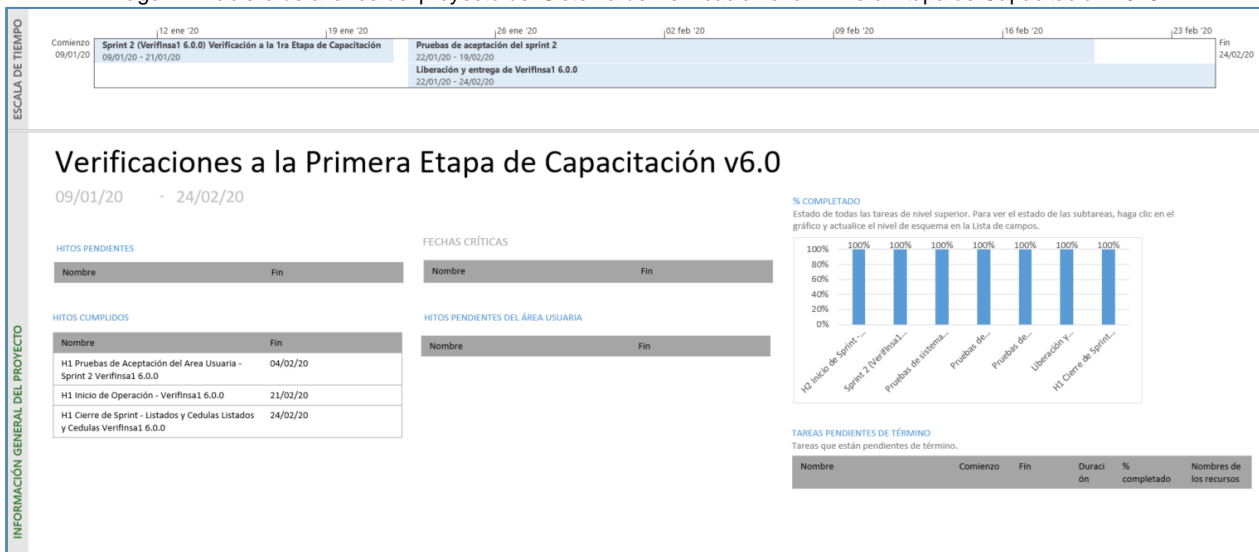 ESCALA DE TIEMPO
12 ene '20 19 ene '20 26 ene '20 02 feb '20 09 feb '20 16 feb '20 23 feb '20
Comienzo
09/01/20
Sprint 2 (VerifInsa1 6.0.0) Verificación a la 1ra Etapa de Capacitación
09/01/20 - 21/01/20
Pruebas de aceptación del sprint 2
22/01/20 - 19/02/20
Liberación y entrega de VerifInsa1 6.0.0
22/01/20 - 24/02/20
Fin
24/02/20
INFORMACIÓN GENERAL DEL PROYECTO
Verificaciones a la Primera Etapa de Capacitación v6.0
09/01/20 - 24/02/20
HITOS PENDIENTES
Nombre Fin
FECHAS CRÍTICAS
Nombre Fin
HITOS CUMPLIDOS
Nombre Fin
H1 Pruebas de Aceptación del Area Usuaria - 04/02/20
Sprint 2 VerifInsa1 6.0.0
H1 Inicio de Operación - VerifInsa1 6.0.0 21/02/20
H1 Cierre de Sprint - Listados y Cedulas Listados 24/02/20
y Cedulas VerifInsa1 6.0.0
HITOS PENDIENTES DEL ÁREA USUARIA
Nombre Fin
% COMPLETADO
Estado de todas las tareas de nivel superior. Para ver el estado de las subtareas, haga clic en el
gráfico y actualice el nivel de esquema en la Lista de campos.
100% 100% 100% 100% 100% 100% 100%
100%
80%
60%
40%
20%
0%
H2 Inicio de Sprint -...
Sprint 2 (VerifInsa1...
Pruebas de sistema...
Pruebas de...
Pruebas de...
Liberación y...
H1 Cierre de Sprint...
TAREAS PENDIENTES DE TÉRMINO
Tareas que están pendientes de término.
Nombre Comienzo Fin Duraci % Nombres de
ón completado los recursos